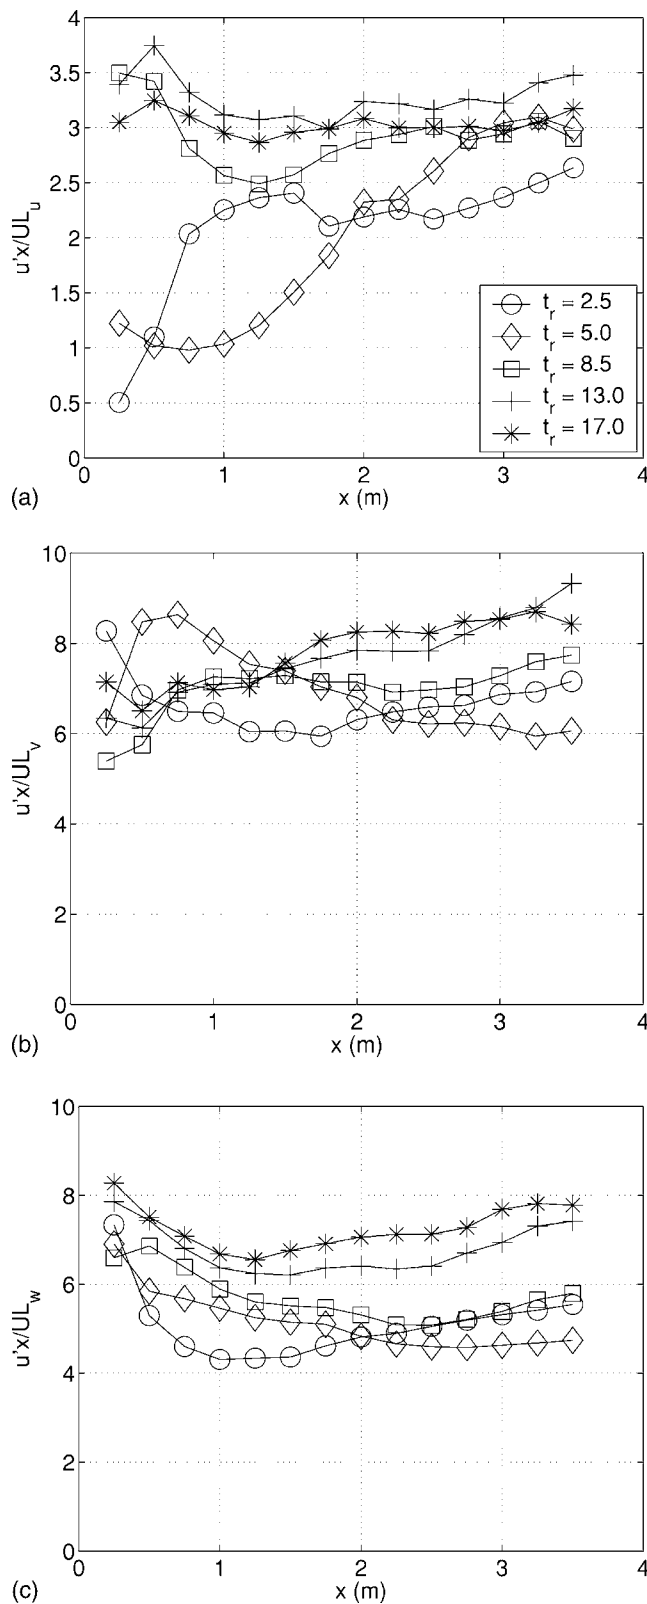 4
3.5
3
2.5
2
1.5
1
0.5
0
u'x/UL_u
t_r = 2.5
t_r = 5.0
t_r = 8.5
t_r = 13.0
t_r = 17.0
0 1 2 3 4
x (m)
(a)
10
8
6
4
2
0
u'x/UL_v
0 1 2 3 4
x (m)
(b)
10
8
6
4
2
0
u'x/UL_w
0 1 2 3 4
x (m)
(c)